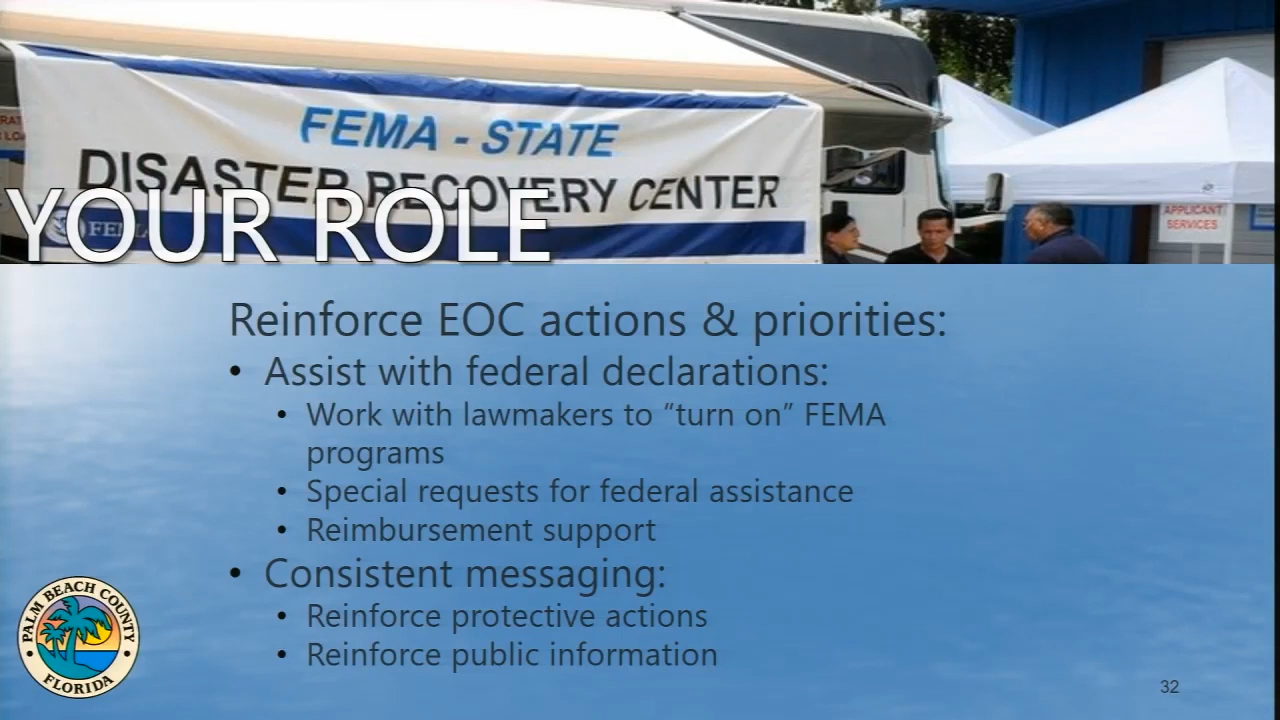 FEMA - STATE
DISASTER RECOVERY CENTER
FEMA
APPLICANT
SERVICES
YOUR ROLE
Reinforce EOC actions & priorities:
• Assist with federal declarations:
• Work with lawmakers to “turn on” FEMA
programs
• Special requests for federal assistance
• Reimbursement support
• Consistent messaging:
• Reinforce protective actions
• Reinforce public information
PALM BEACH COUNTY
FLORIDA
32